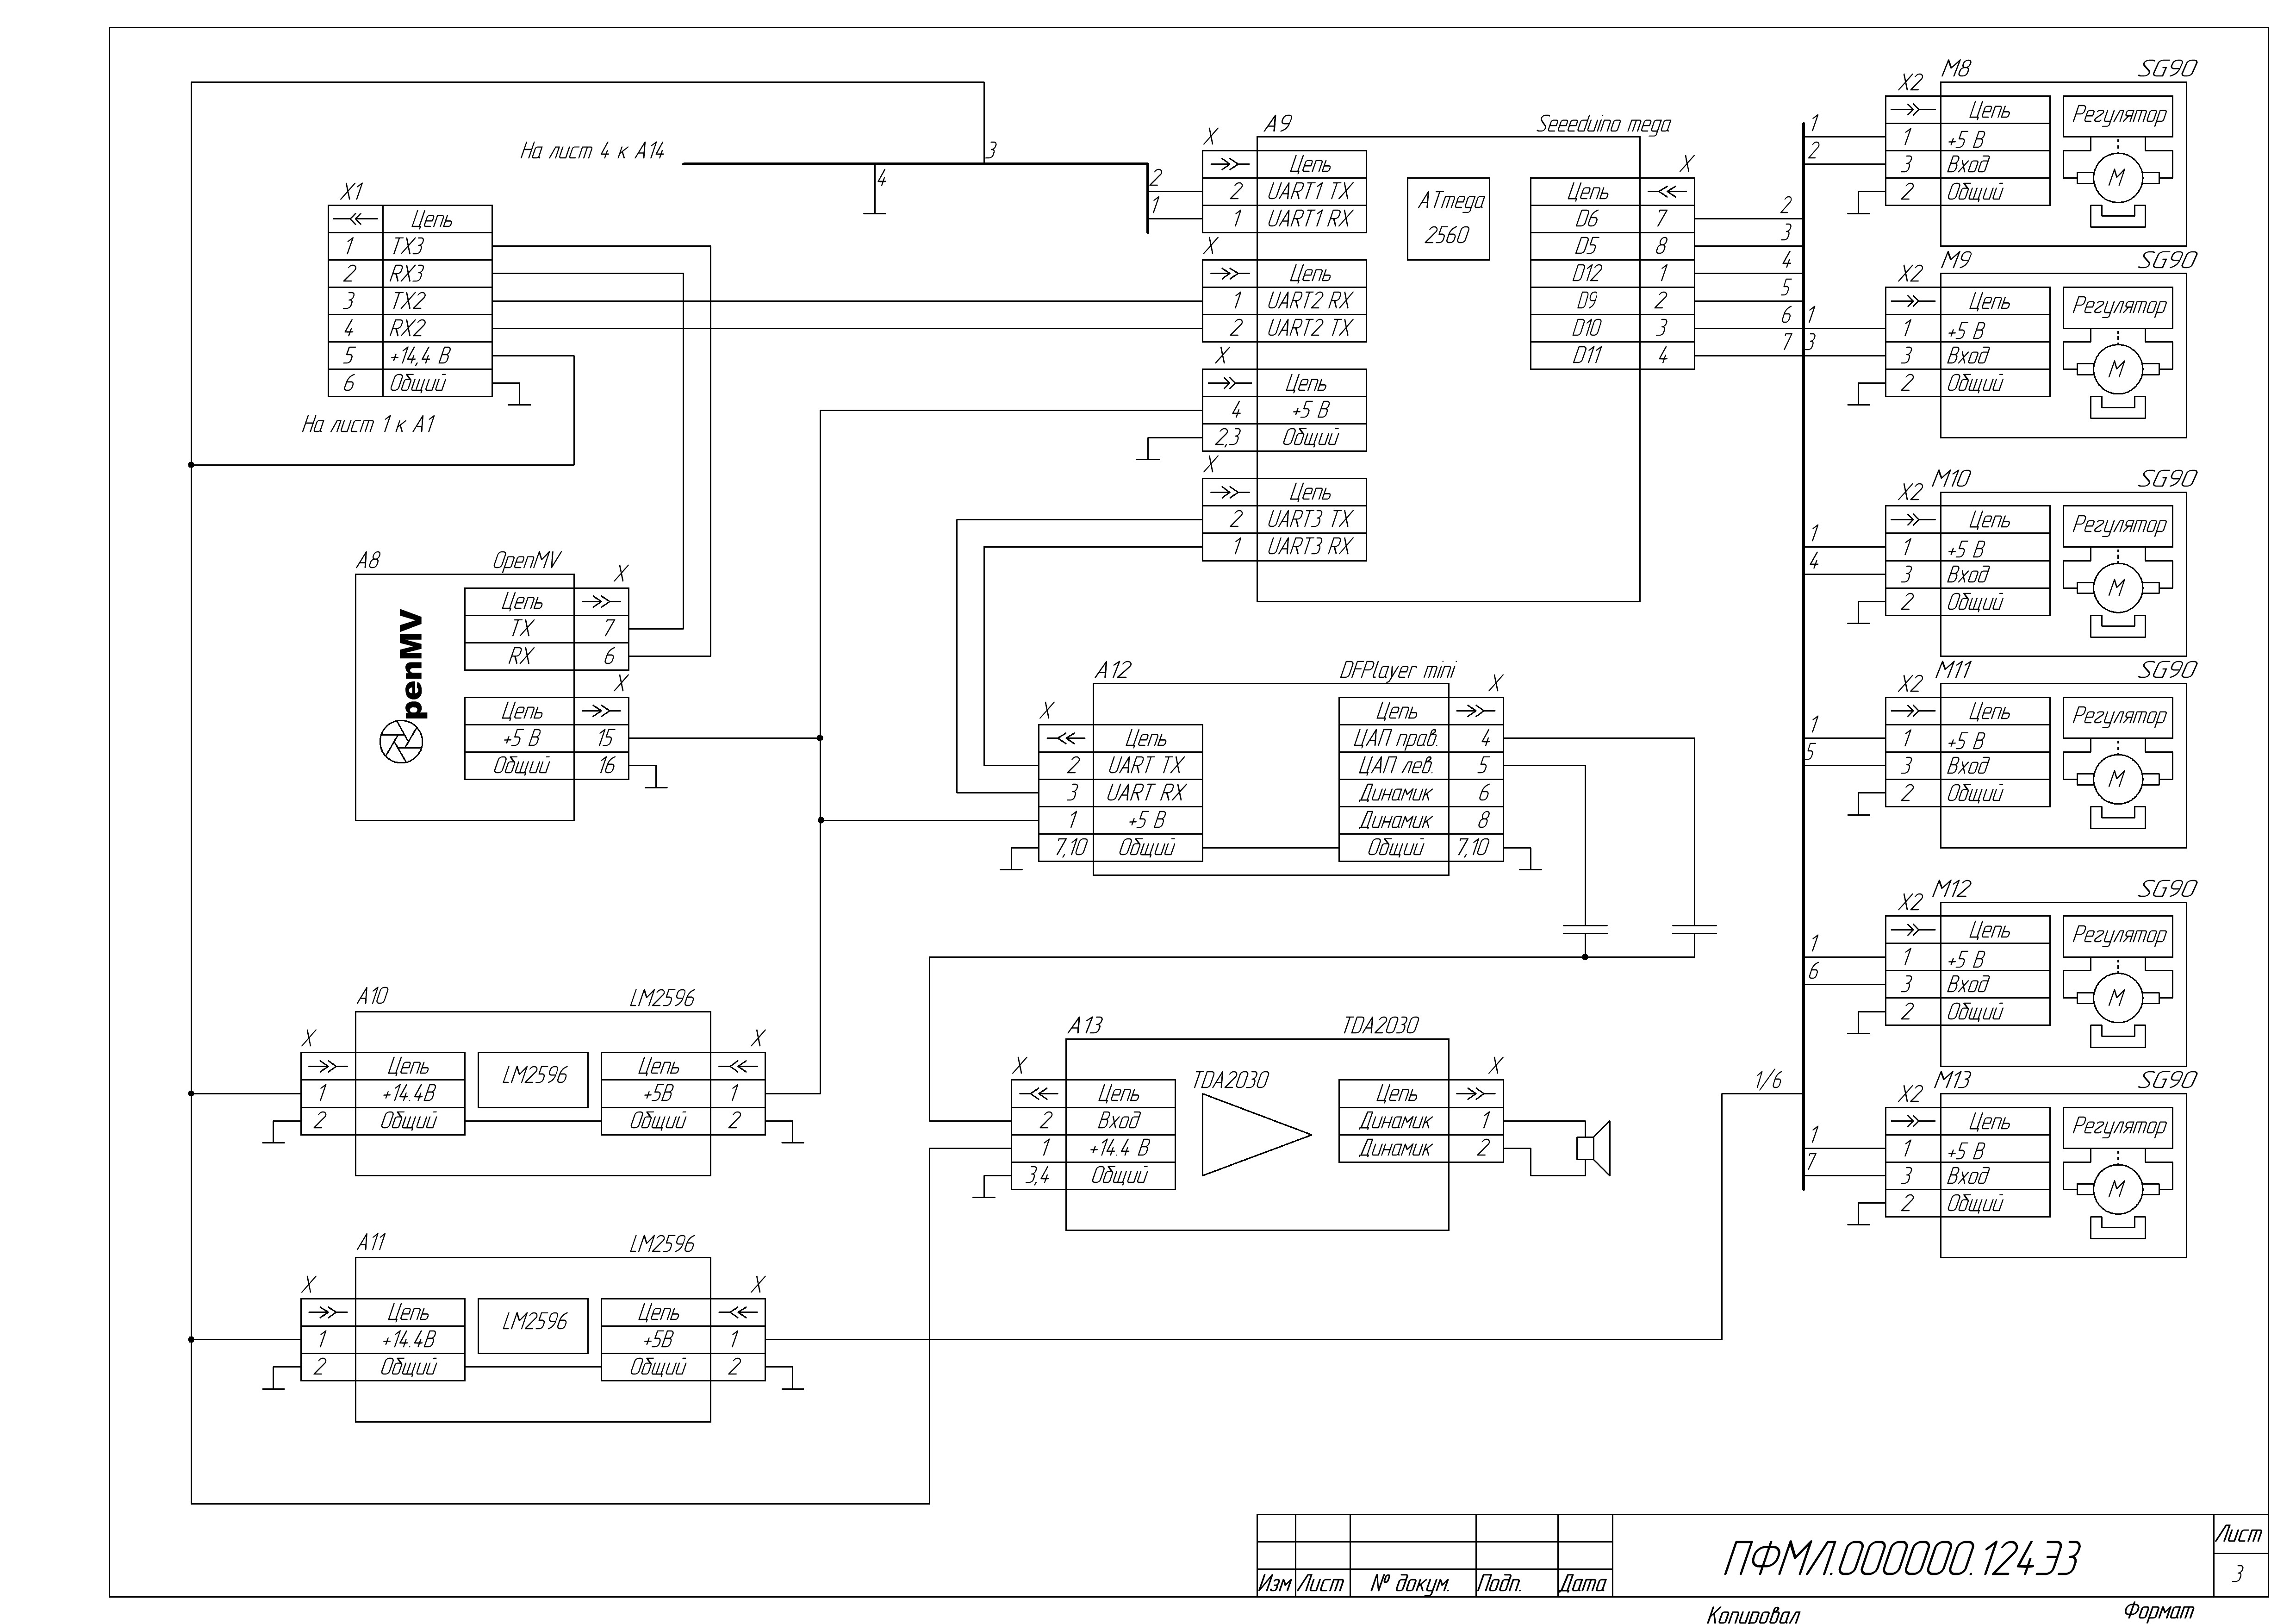 На лист 4 к А14
3
4
2
1
X1
Цепь
1 TX3
2 RX3
3 TX2
4 RX2
5 +14,4 В
6 Общий
На лист 1 к А1
A8 OpenMV
penMV
X
Цепь
TX 7
RX 6
X
Цепь
+5 В 15
Общий 16
A9 Seeeduino mega
ATmega
2560
X
Цепь
2 UART1 TX
1 UART1 RX
X
Цепь
1 UART2 RX
2 UART2 TX
X
Цепь
4 +5 В
2,3 Общий
X
Цепь
2 UART3 TX
1 UART3 RX
X
Цепь
D6 7 2
D5 8 3
D12 1 4
D9 2 5
D10 3 6
D11 4 7
A12 DFPlayer mini
X
Цепь
2 UART TX
3 UART RX
1 +5 В
7,10 Общий
X
Цепь
ЦАП прав. 4
ЦАП лев. 5
Динамик 6
Динамик 8
Общий 7,10
A10 LM2596
LM2596
X
Цепь
1 +14.4В
2 Общий
X
Цепь
+5В 1
Общий 2
A11 LM2596
LM2596
X
Цепь
1 +14.4В
2 Общий
X
Цепь
+5В 1
Общий 2
A13 TDA2030
TDA2030
X
Цепь
2 Вход
1 +14.4 В
3,4 Общий
X
Цепь
Динамик 1
Динамик 2
1/6
M8 SG90
X2
Цепь
1 1 +5 В
2 3 Вход
2 Общий
Регулятор
M
M9 SG90
X2
Цепь
1 1 +5 В
3 3 Вход
2 Общий
Регулятор
M
M10 SG90
X2
Цепь
1 1 +5 В
4 3 Вход
2 Общий
Регулятор
M
M11 SG90
X2
Цепь
1 1 +5 В
5 3 Вход
2 Общий
Регулятор
M
M12 SG90
X2
Цепь
1 1 +5 В
6 3 Вход
2 Общий
Регулятор
M
M13 SG90
X2
Цепь
1 1 +5 В
7 3 Вход
2 Общий
Регулятор
M
Изм Лист № докум. Подп. Дата
ПФМЛ.000000.124ЭЗ
Лист
3
Копировал Формат